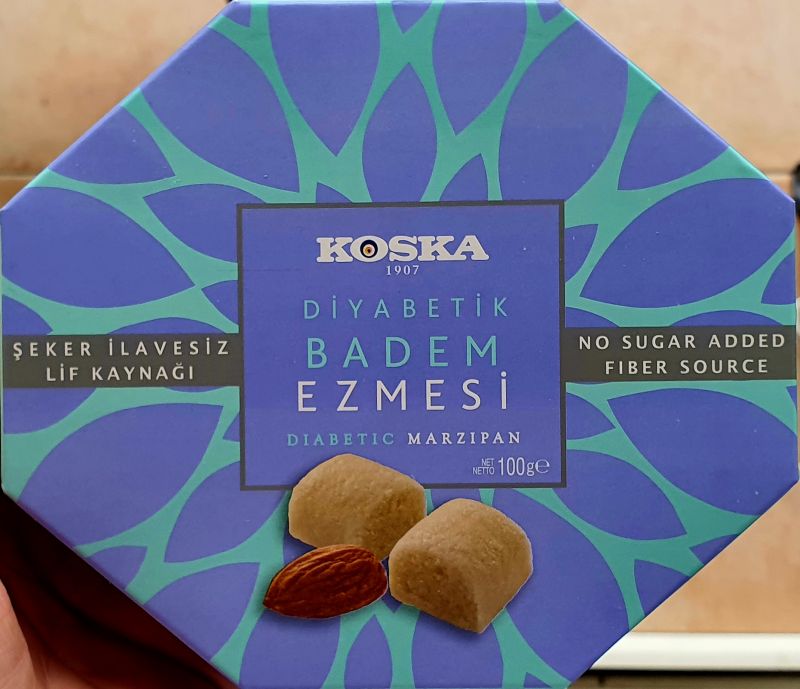 KOSKA
1907
DİYABETİK
BADEM
EZMESİ
DIABETIC MARZIPAN
NET
NETTO 100g℮
ŞEKER İLAVESİZ
LİF KAYNAĞI
NO SUGAR ADDED
FIBER SOURCE